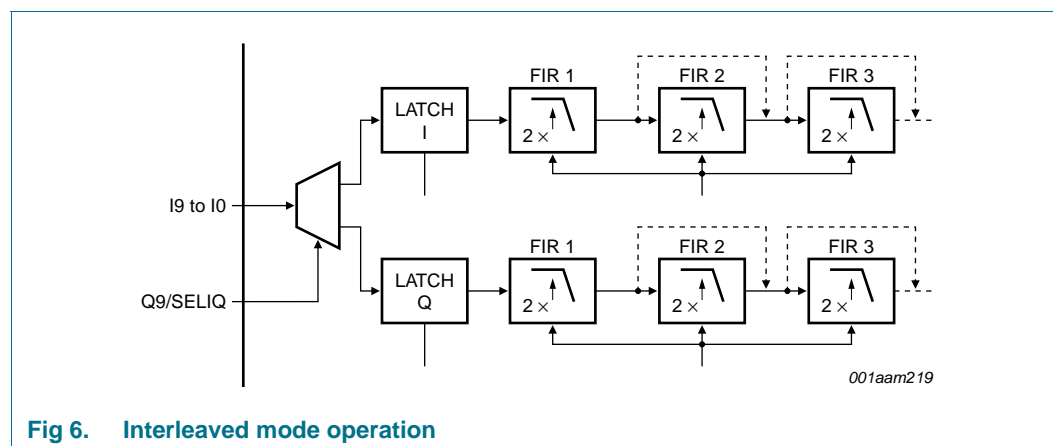 FIR 1
FIR 2
FIR 3
LATCH
I
2 ×
2 ×
2 ×
I9 to I0
Q9/SELIQ
FIR 1
FIR 2
FIR 3
LATCH
Q
2 ×
2 ×
2 ×
001aam219
Fig 6. Interleaved mode operation